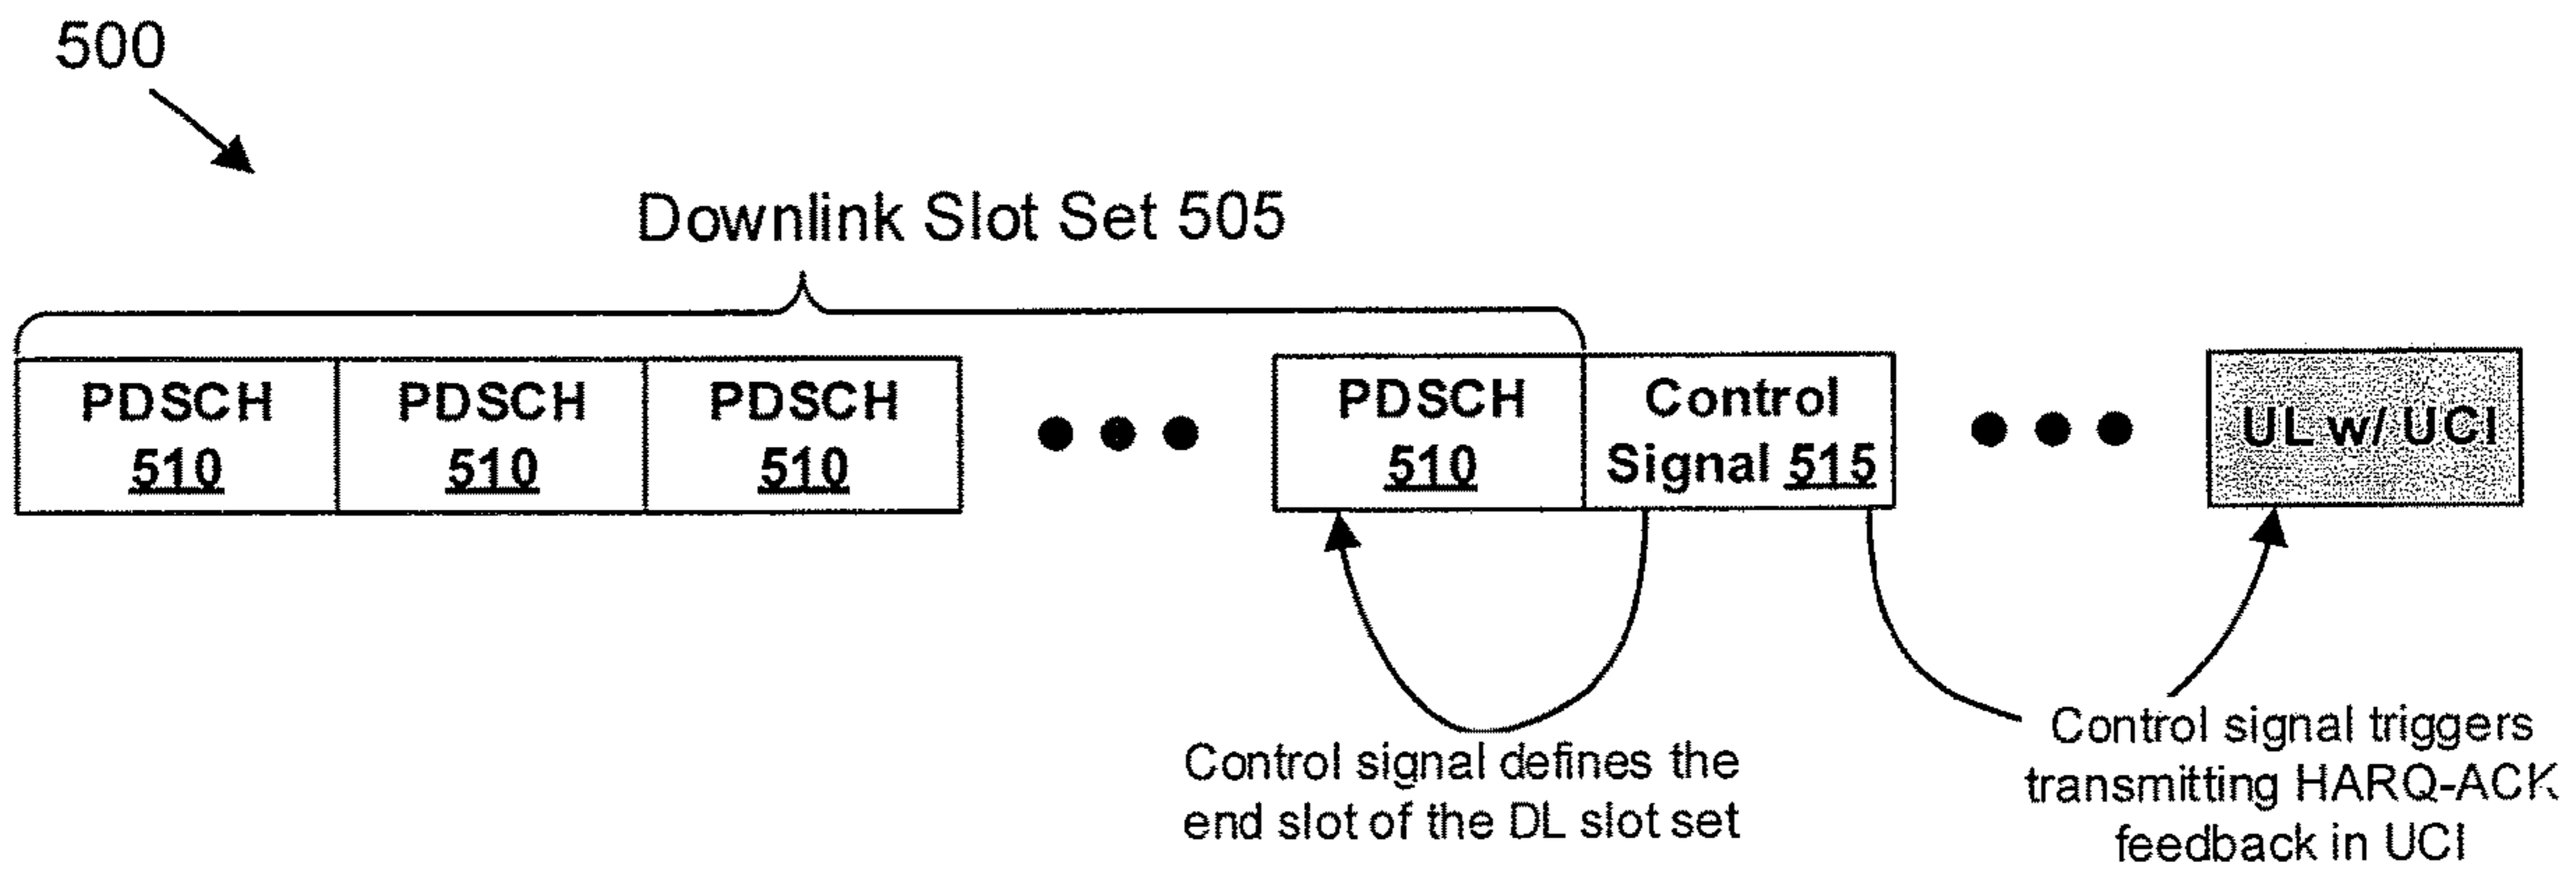 500
Downlink Slot Set 505
PDSCH
510
PDSCH
510
PDSCH
510
PDSCH
510
Control
Signal 515
UL w/ UCI
Control signal defines the
end slot of the DL slot set
Control signal triggers
transmitting HARQ-ACK
feedback in UCI